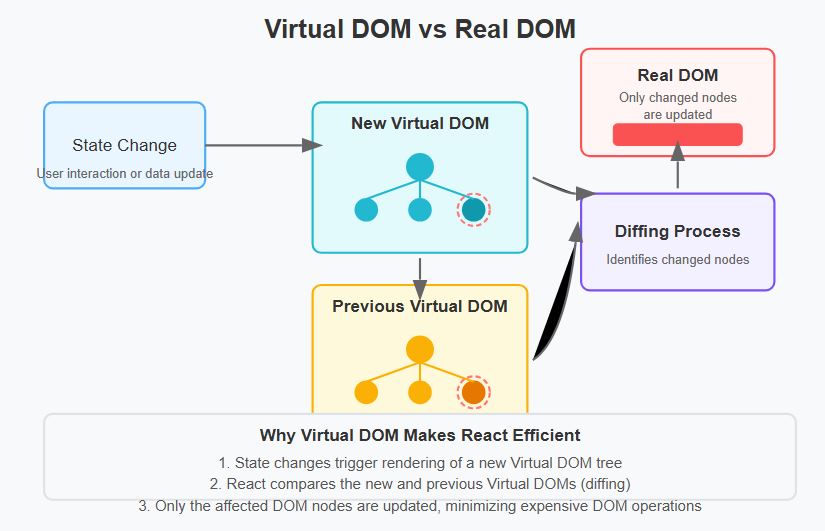 Virtual DOM vs Real DOM
Real DOM
Only changed nodes
are updated
State Change
User interaction or data update
New Virtual DOM
Diffing Process
Identifies changed nodes
Previous Virtual DOM
Why Virtual DOM Makes React Efficient
1. State changes trigger rendering of a new Virtual DOM tree
2. React compares the new and previous Virtual DOMs (diffing)
3. Only the affected DOM nodes are updated, minimizing expensive DOM operations